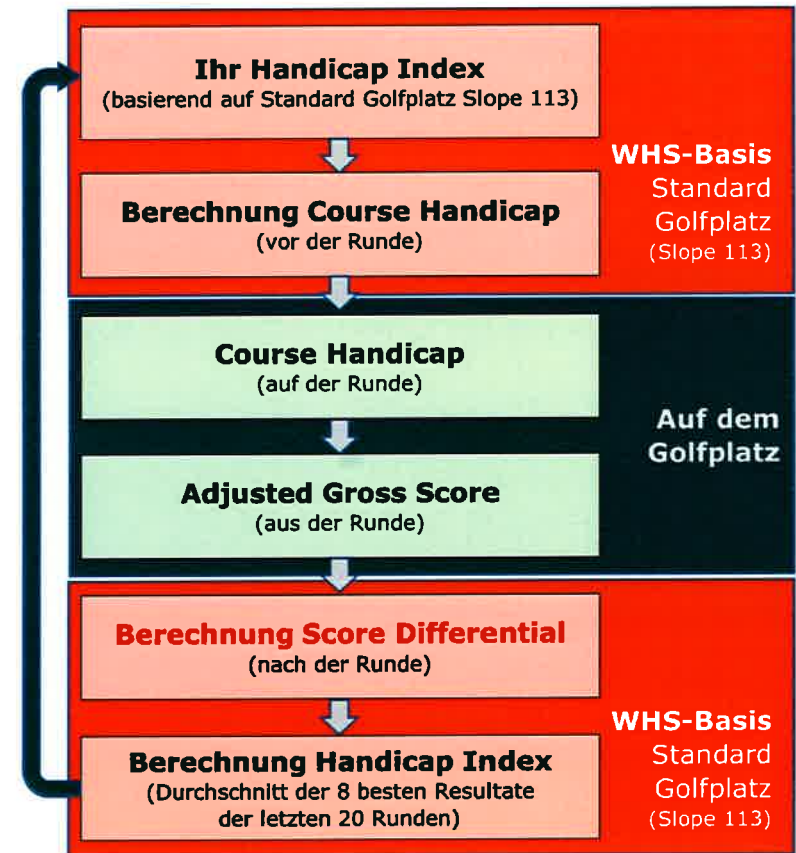 Ihr Handicap Index
(basierend auf Standard Golfplatz Slope 113)
Berechnung Course Handicap
(vor der Runde)
WHS-Basis
Standard
Golfplatz
(Slope 113)
Course Handicap
(auf der Runde)
Adjusted Gross Score
(aus der Runde)
Auf dem
Golfplatz
Berechnung Score Differential
(nach der Runde)
Berechnung Handicap Index
(Durchschnitt der 8 besten Resultate
der letzten 20 Runden)
WHS-Basis
Standard
Golfplatz
(Slope 113)